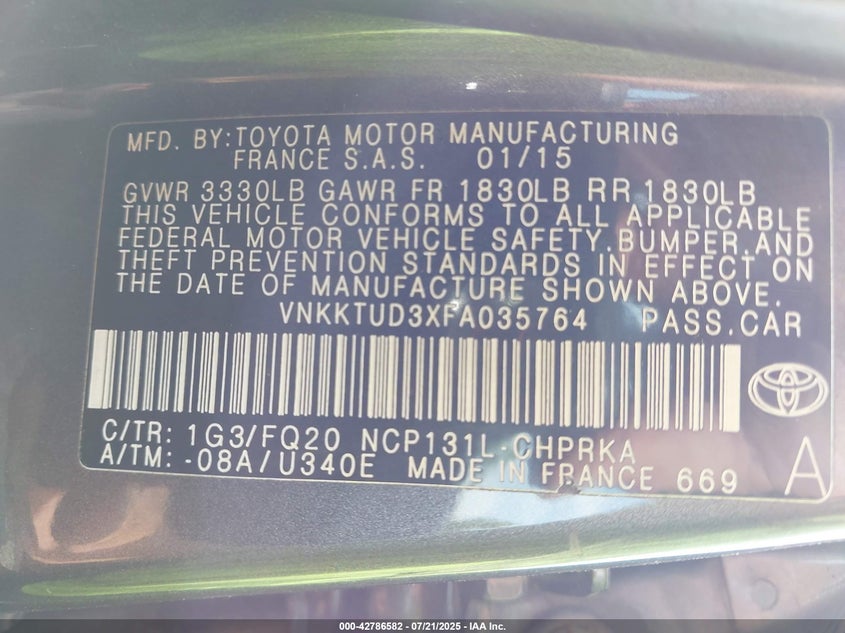 MFD. BY:TOYOTA MOTOR MANUFACTURING
FRANCE S.A.S. 01/15
GVWR 3330LB GAWR FR 1830LB RR 1830LB
THIS VEHICLE CONFORMS TO ALL APPLICABLE
FEDERAL MOTOR VEHICLE SAFETY,BUMPER,AND
THEFT PREVENTION STANDARDS IN EFFECT ON
THE DATE OF MANUFACTURE SHOWN ABOVE.
VNKKTUD3XFA035764 PASS.CAR
C/TR: 1G3/FQ20 NCP131L-CHPRKA
A/TM: -08A/U340E MADE IN FRANCE 669 A
000-42786582 - 07/21/2025 - IAA Inc.